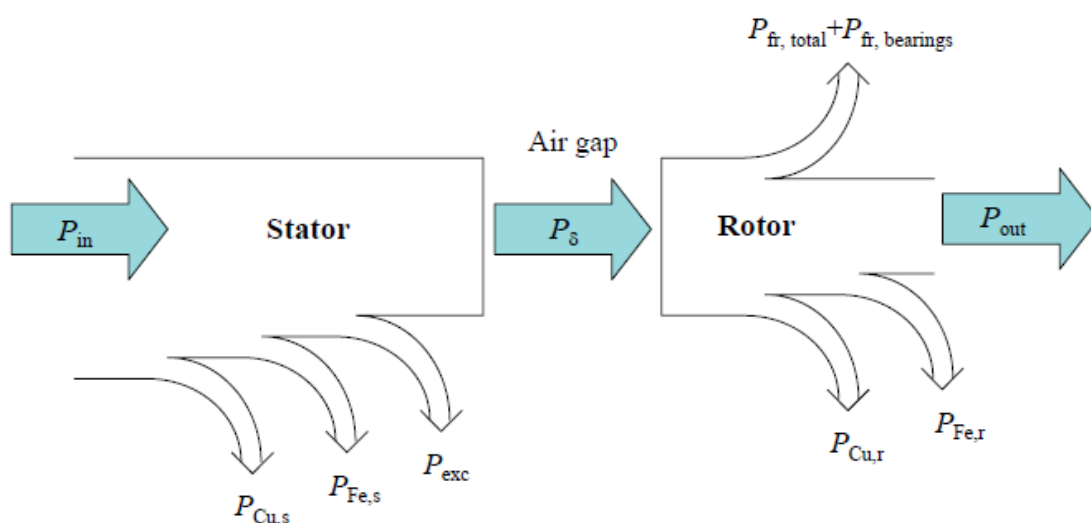 P_fr, total+P_fr, bearings
Air gap
P_in
Stator
P_δ
Rotor
P_out
P_Cu,s
P_Fe,s
P_exc
P_Cu,r
P_Fe,r